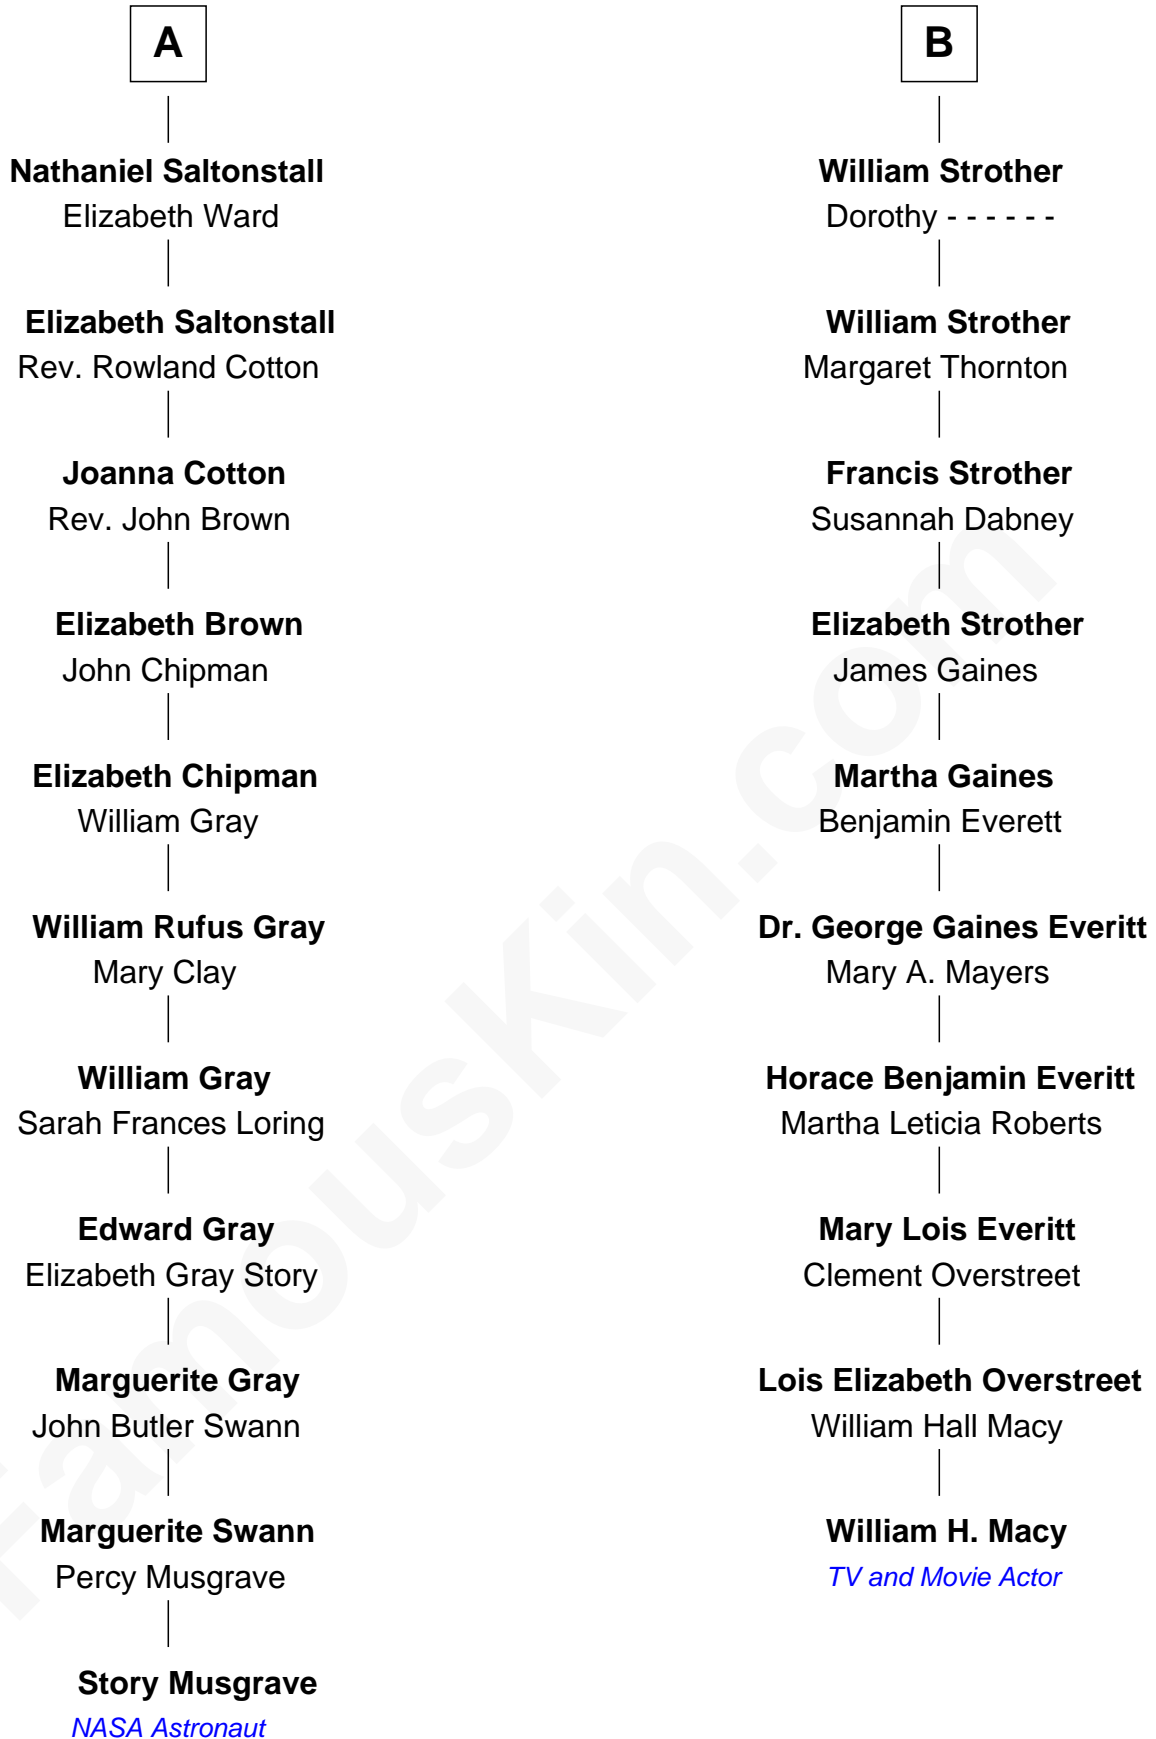 A
Nathaniel Saltonstall
Elizabeth Ward
Elizabeth Saltonstall
Rev. Rowland Cotton
Joanna Cotton
Rev. John Brown
Elizabeth Brown
John Chipman
Elizabeth Chipman
William Gray
William Rufus Gray
Mary Clay
William Gray
Sarah Frances Loring
Edward Gray
Elizabeth Gray Story
Marguerite Gray
John Butler Swann
Marguerite Swann
Percy Musgrave
Story Musgrave
NASA Astronaut
B
William Strother
Dorothy - - - - - -
William Strother
Margaret Thornton
Francis Strother
Susannah Dabney
Elizabeth Strother
James Gaines
Martha Gaines
Benjamin Everett
Dr. George Gaines Everitt
Mary A. Mayers
Horace Benjamin Everitt
Martha Leticia Roberts
Mary Lois Everitt
Clement Overstreet
Lois Elizabeth Overstreet
William Hall Macy
William H. Macy
TV and Movie Actor
FamousKin.com